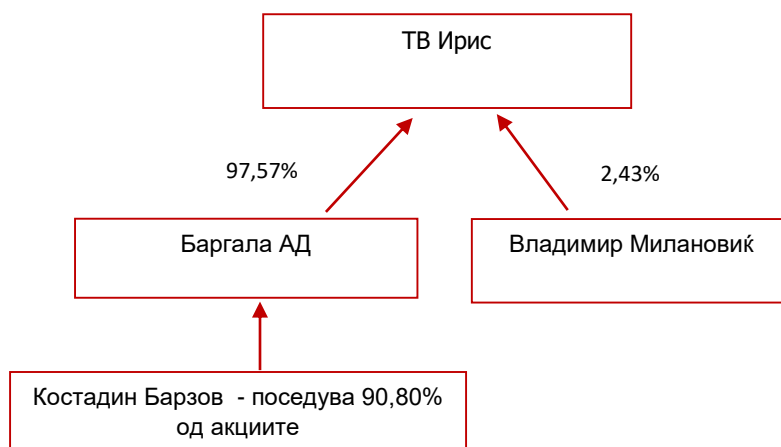 ТВ Ирис
97,57%
2,43%
Баргала АД
Владимир Милановиќ
Костадин Барзов - поседува 90,80%
од акциите